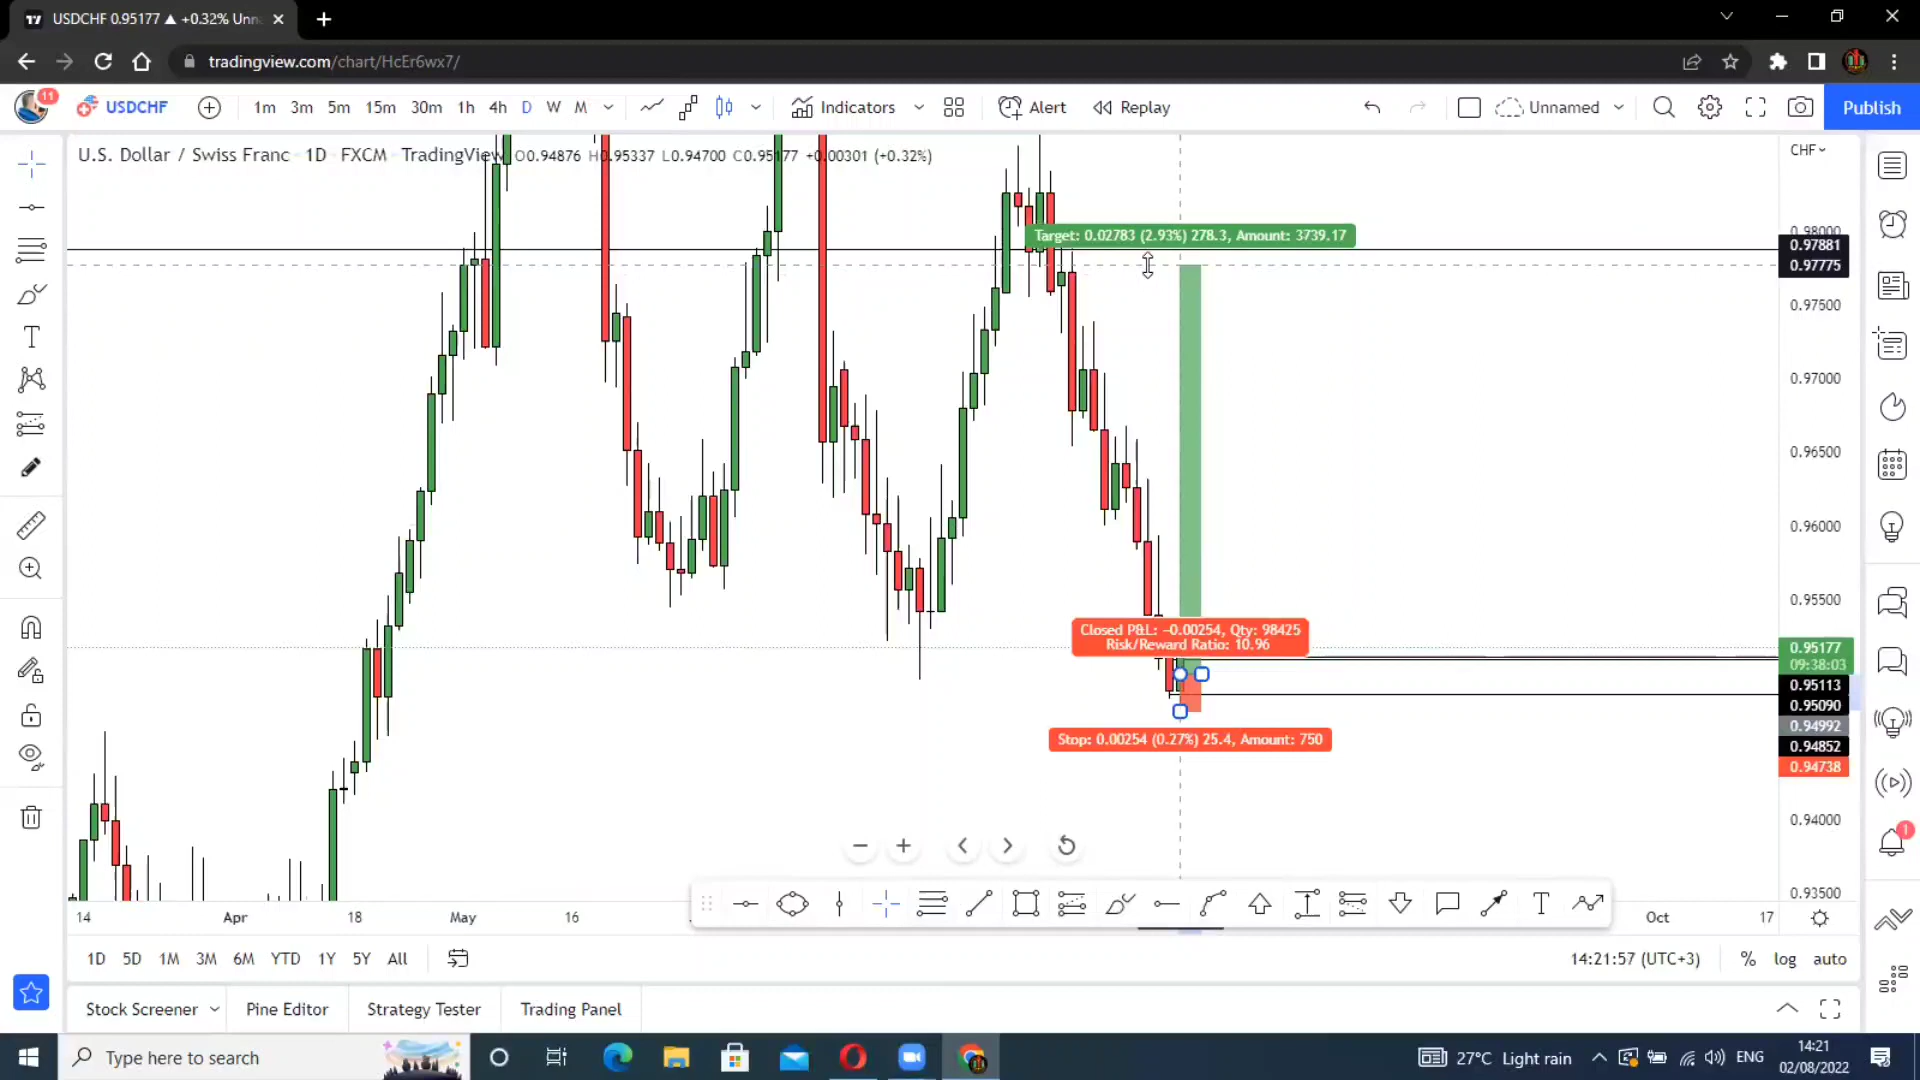 USDCHF 0.95177 ▲ +0.32% Unn
tradingview.com/chart/HcEr6wx7/
11
USDCHF
1m 3m 5m 15m 30m 1h 4h D W M
Indicators
Alert
Replay
Unnamed
Publish
U.S. Dollar / Swiss Franc 1D FXCM TradingView O0.94876 H0.95337 L0.94700 C0.95177 +0.00301 (+0.32%)
CHF
Target: 0.02783 (2.93%) 278.3, Amount: 3739.17
0.98000
0.97881
0.97775
0.97500
0.97000
0.96500
0.96000
0.95500
Closed P&L: −0.00254, Qty: 98425
Risk/Reward Ratio: 10.96
0.95177
09:38:03
0.95113
0.95090
0.94992
0.94852
0.94738
Stop: 0.00254 (0.27%) 25.4, Amount: 750
0.94000
0.93500
1
14 Apr 18 May 16 Oct 17
1D 5D 1M 3M 6M YTD 1Y 5Y All
14:21:57 (UTC+3) % log auto
Stock Screener Pine Editor Strategy Tester Trading Panel
Type here to search
27°C Light rain
ENG
14:21
02/08/2022